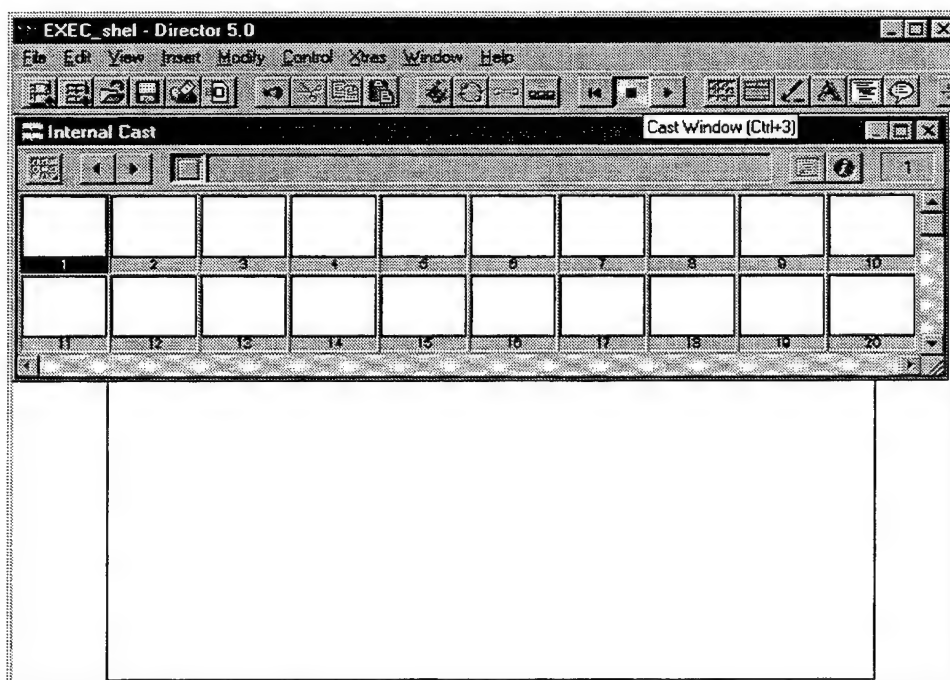 EXEC_shel - Director 5.0
File Edit View Insert Modify Control Xtras Window Help
Cast Window (Ctrl+3)
Internal Cast
1
1 2 3 4 5 6 7 8 9 10
11 12 13 14 15 16 17 18 19 20